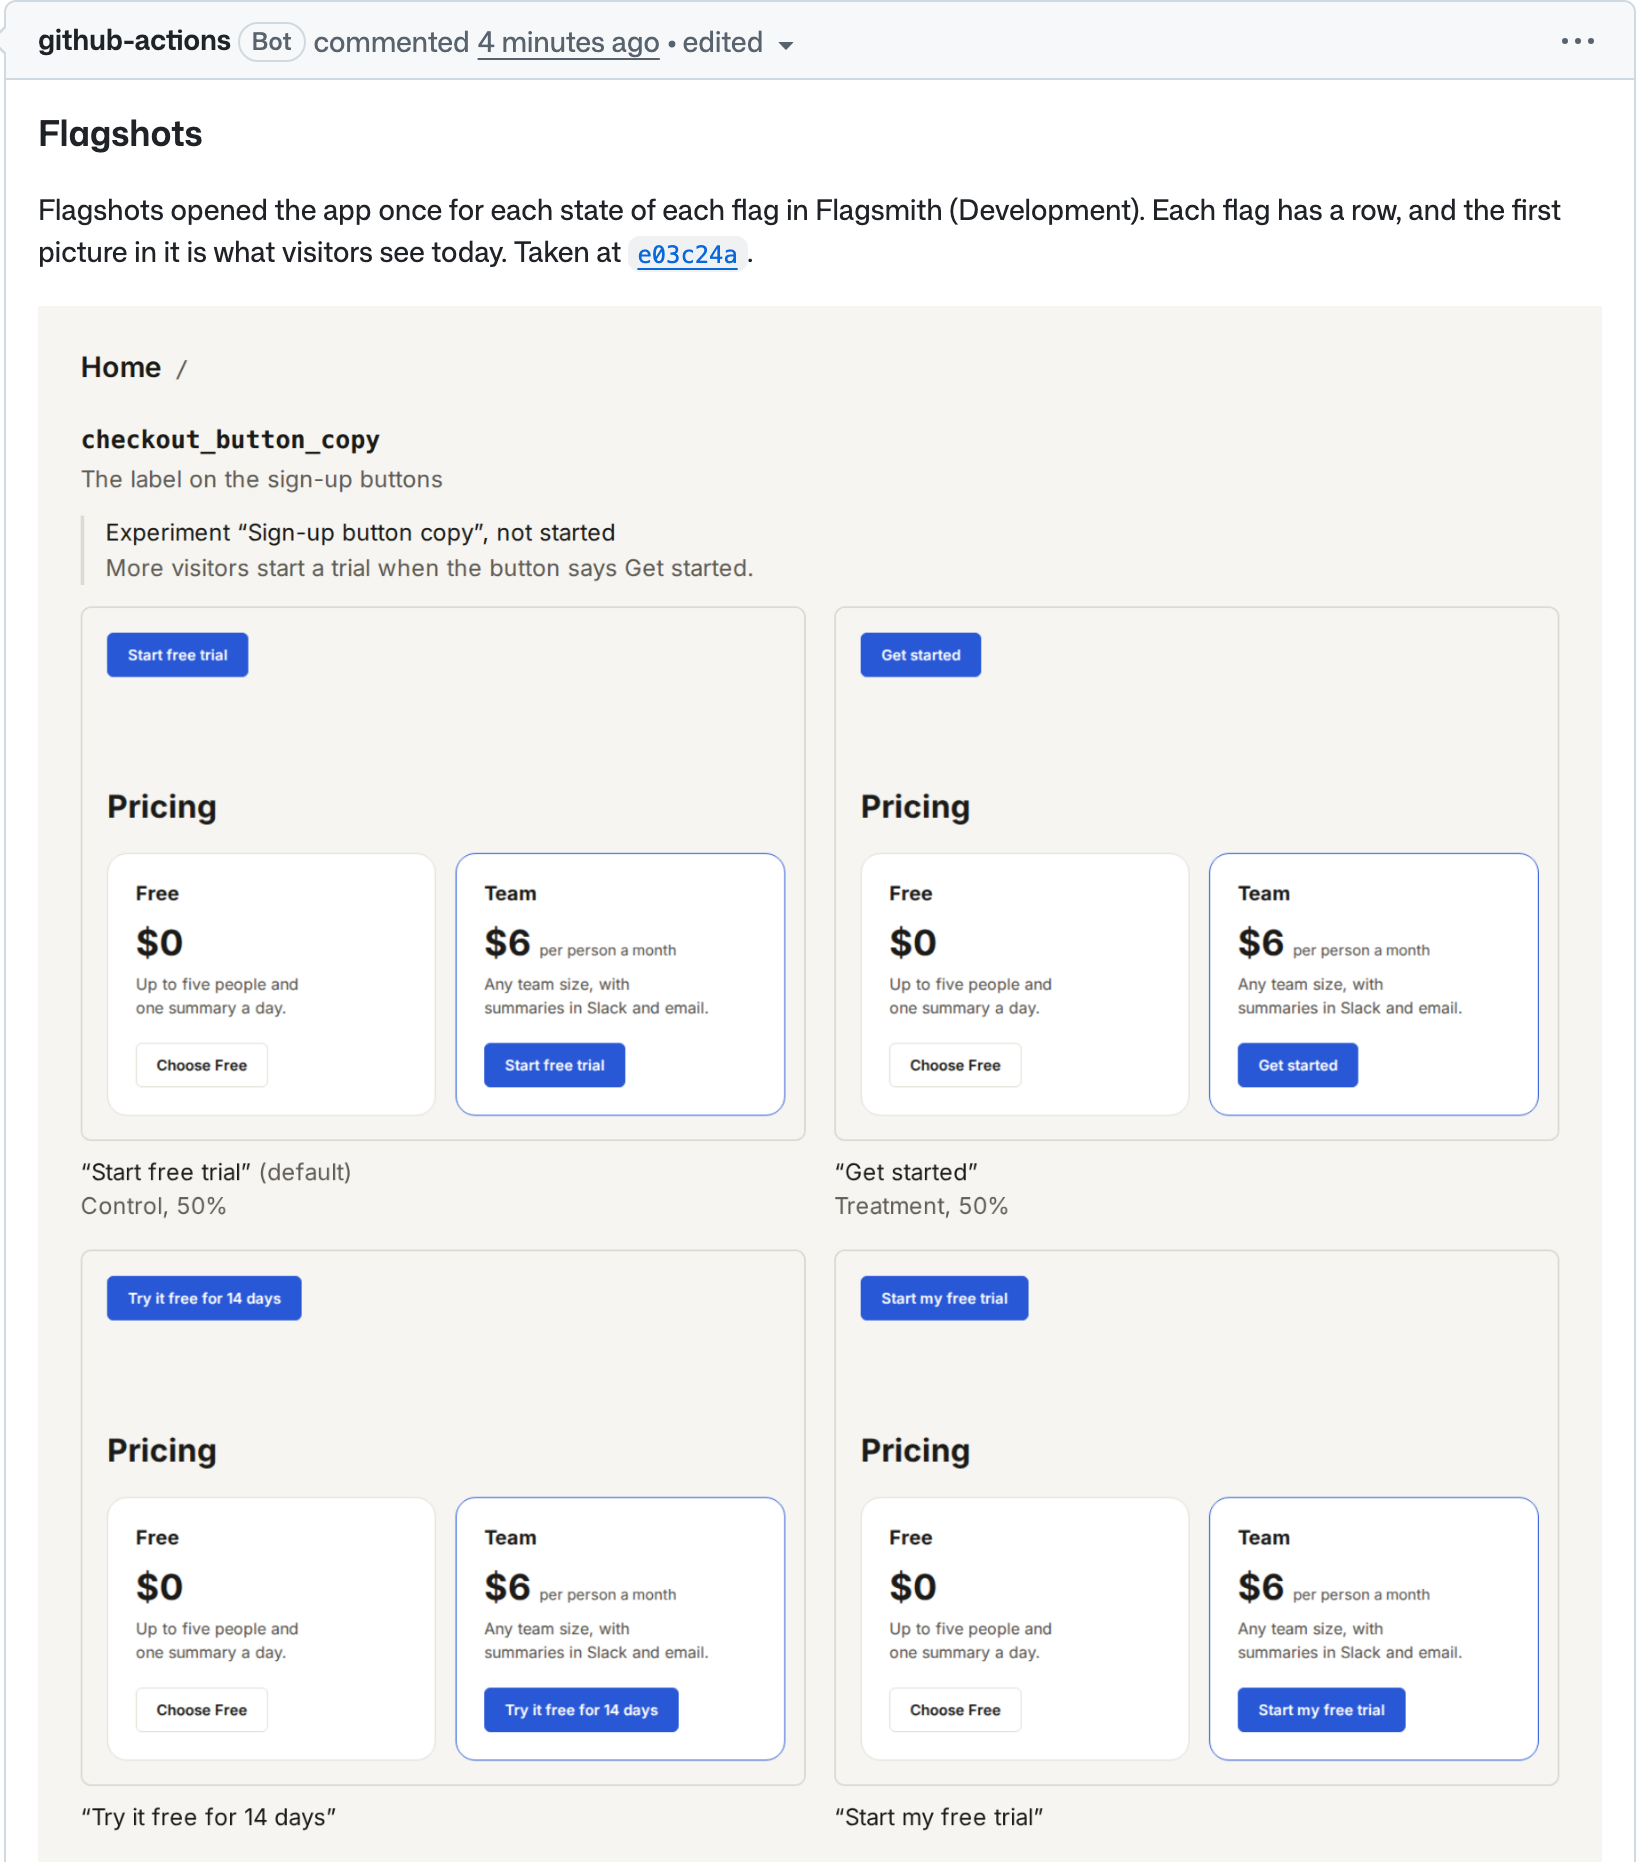 github-actions Bot commented 4 minutes ago • edited
Flagshots
Flagshots opened the app once for each state of each flag in Flagsmith (Development). Each flag has a row, and the first
picture in it is what visitors see today. Taken at e03c24a.
Home /
checkout_button_copy
The label on the sign-up buttons
Experiment “Sign-up button copy”, not started
More visitors start a trial when the button says Get started.
Start free trial
Pricing
Free
$0
Up to five people and
one summary a day.
Choose Free
Team
$6 per person a month
Any team size, with
summaries in Slack and email.
Start free trial
“Start free trial” (default)
Control, 50%
Get started
Pricing
Free
$0
Up to five people and
one summary a day.
Choose Free
Team
$6 per person a month
Any team size, with
summaries in Slack and email.
Get started
“Get started”
Treatment, 50%
Try it free for 14 days
Pricing
Free
$0
Up to five people and
one summary a day.
Choose Free
Team
$6 per person a month
Any team size, with
summaries in Slack and email.
Try it free for 14 days
“Try it free for 14 days”
Start my free trial
Pricing
Free
$0
Up to five people and
one summary a day.
Choose Free
Team
$6 per person a month
Any team size, with
summaries in Slack and email.
Start my free trial
“Start my free trial”